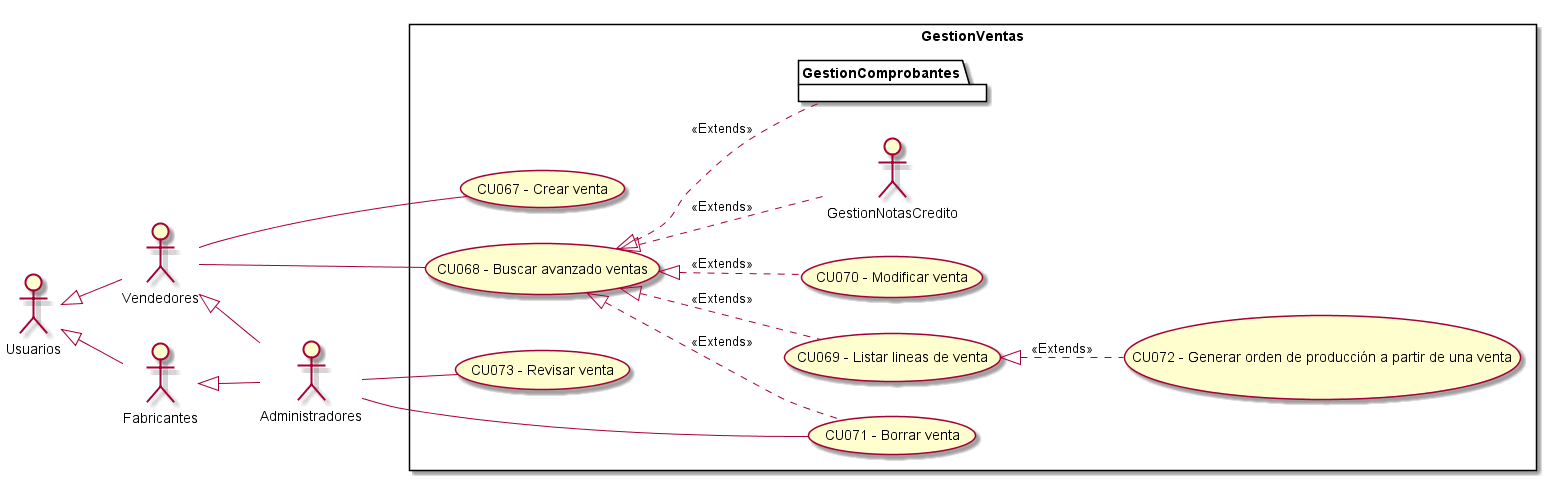 GestionVentas
GestionComprobantes
«Extends»
GestionNotasCredito
«Extends»
CU067 - Crear venta
CU068 - Buscar avanzado ventas
«Extends»
CU070 - Modificar venta
Vendedores
«Extends»
Usuarios
«Extends»
CU069 - Listar lineas de venta
«Extends»
CU072 - Generar orden de producción a partir de una venta
CU073 - Revisar venta
Fabricantes
Administradores
CU071 - Borrar venta